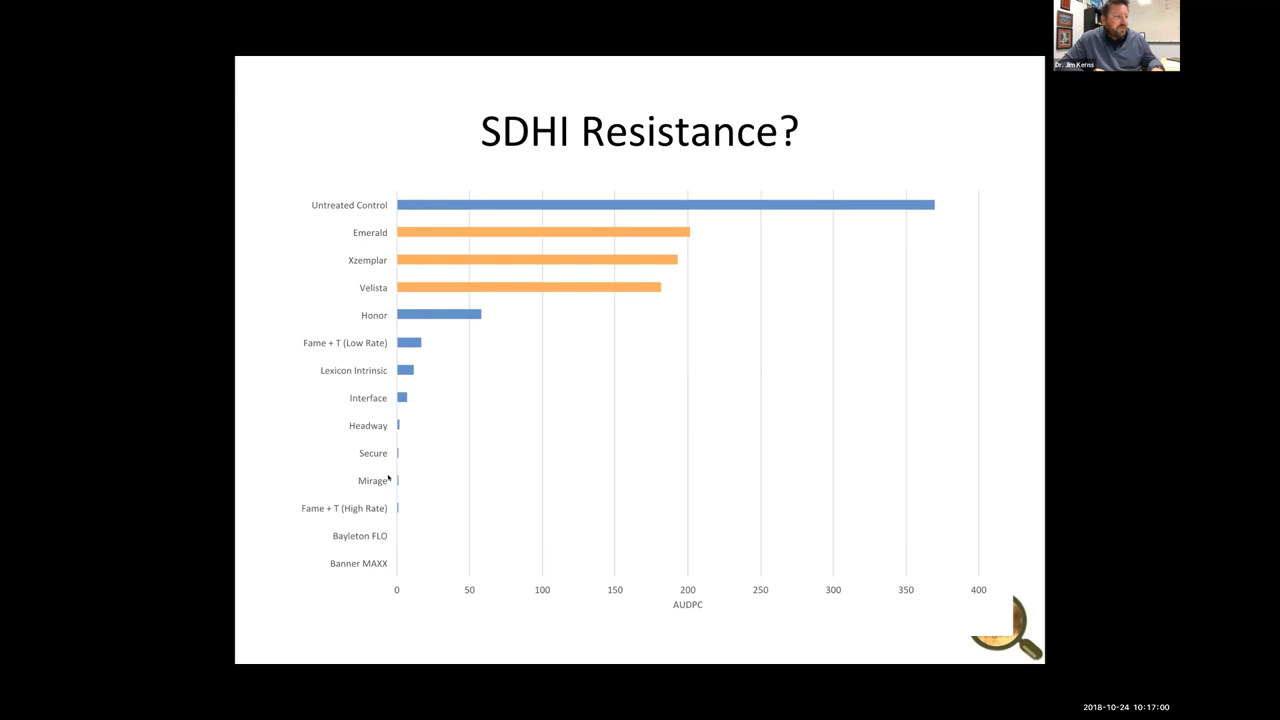 Dr. Jim Kerns
SDHI Resistance?
Untreated Control
Emerald
Xzemplar
Velista
Honor
Fame + T (Low Rate)
Lexicon Intrinsic
Interface
Headway
Secure
Mirage
Fame + T (High Rate)
Bayleton FLO
Banner MAXX
0 50 100 150 200 250 300 350 400
AUDPC
2018-10-24 10:17:00